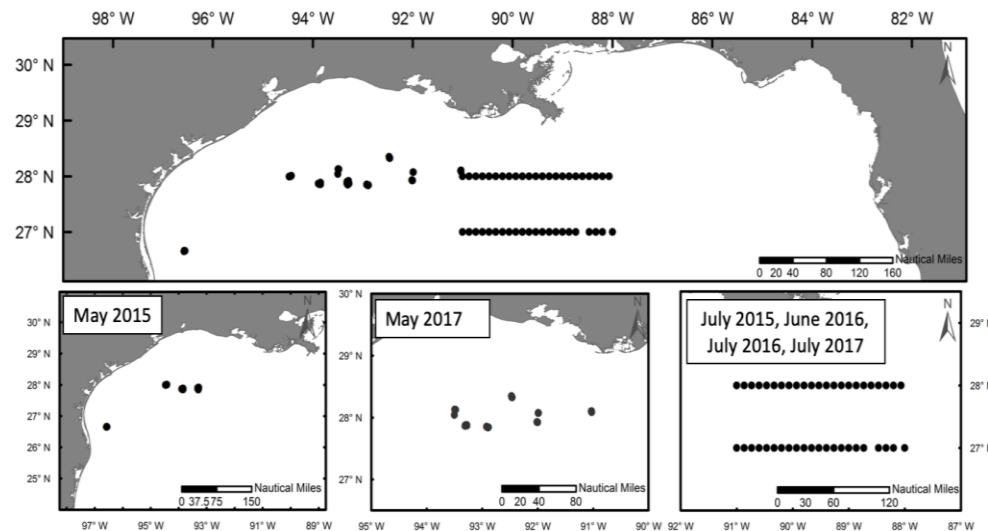 98° W 96° W 94° W 92° W 90° W 88° W 86° W 84° W 82° W
N
30° N
29° N
28° N
27° N
Nautical Miles
0 20 40 80 120 160
May 2015
N
30° N
29° N
28° N
27° N
26° N
25° N
Nautical Miles
0 37.575 150
97° W 95° W 93° W 91° W 89° W
May 2017
N
30° N
29° N
28° N
27° N
Nautical Miles
0 20 40 80
95° W 94° W 93° W 92° W 91° W 90° W
July 2015, June 2016,
July 2016, July 2017
N
29° N
28° N
27° N
Nautical Miles
0 30 60 120
92° W 91° W 90° W 89° W 88° W 87° W